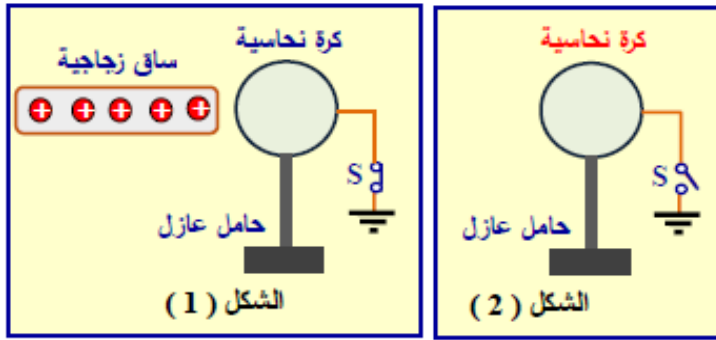 كرة نحاسية
ساق زجاجية
+ + + + +
S
حامل عازل
الشكل ( 1 )
كرة نحاسية
S
حامل عازل
الشكل ( 2 )